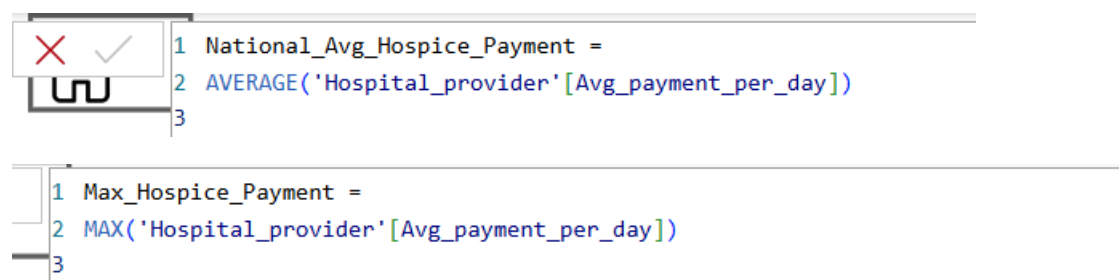 1 National_Avg_Hospice_Payment =
2 AVERAGE('Hospital_provider'[Avg_payment_per_day])
3
1 Max_Hospice_Payment =
2 MAX('Hospital_provider'[Avg_payment_per_day])
3